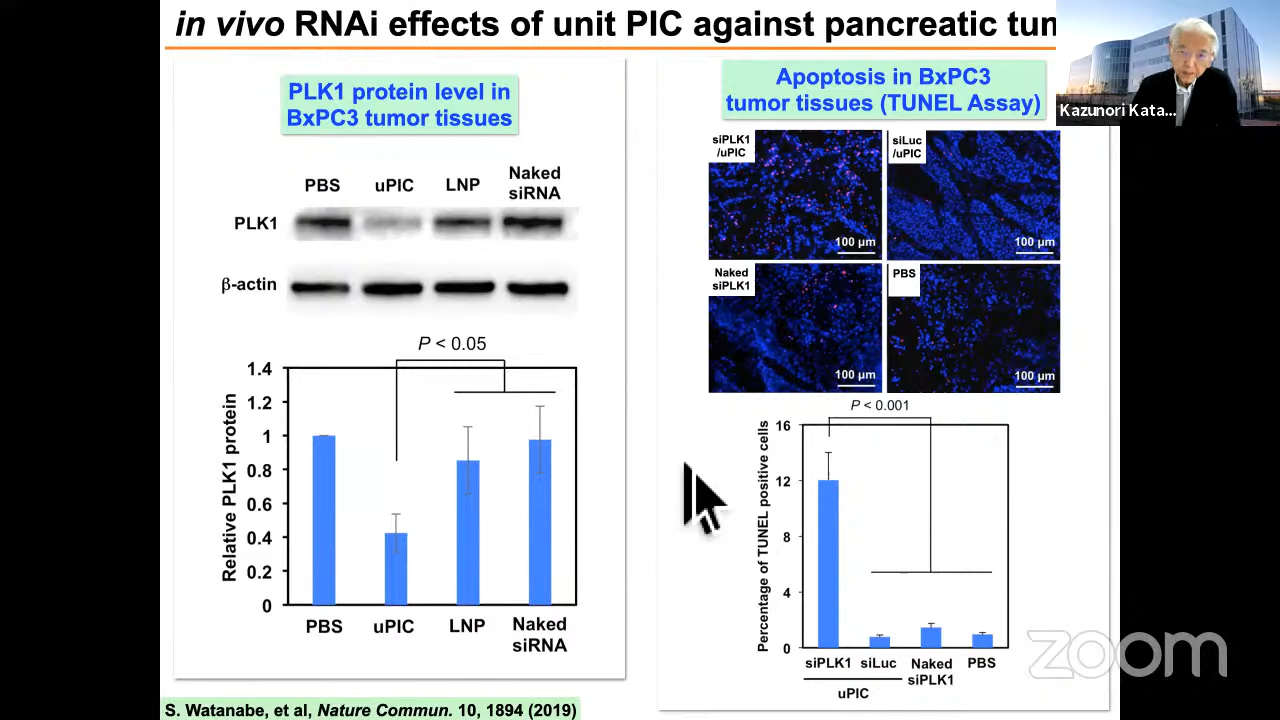 in vivo RNAi effects of unit PIC against pancreatic tum
Kazunori Kata...
PLK1 protein level in
BxPC3 tumor tissues
PBS uPIC LNP Naked
siRNA
PLK1
β-actin
P < 0.05
1.4
1.2
1
0.8
0.6
0.4
0.2
0
Relative PLK1 protein
PBS uPIC LNP Naked
siRNA
Apoptosis in BxPC3
tumor tissues (TUNEL Assay)
siPLK1
/uPIC
100 μm
siLuc
/uPIC
100 μm
Naked
siPLK1
100 μm
PBS
100 μm
P < 0.001
16
12
8
4
0
Percentage of TUNEL positive cells
siPLK1 siLuc Naked
siPLK1 PBS
uPIC
S. Watanabe, et al, Nature Commun. 10, 1894 (2019)
zoom